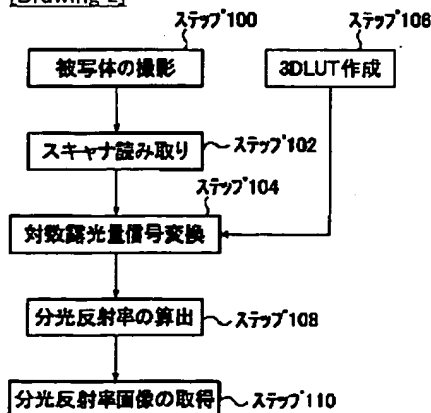 [Drawing 2]
ステップ100
ステップ106
被写体の撮影
3DLUT作成
スキャナ読み取り
ステップ102
ステップ104
対数露光量信号変換
分光反射率の算出
ステップ108
分光反射率画像の取得
ステップ110